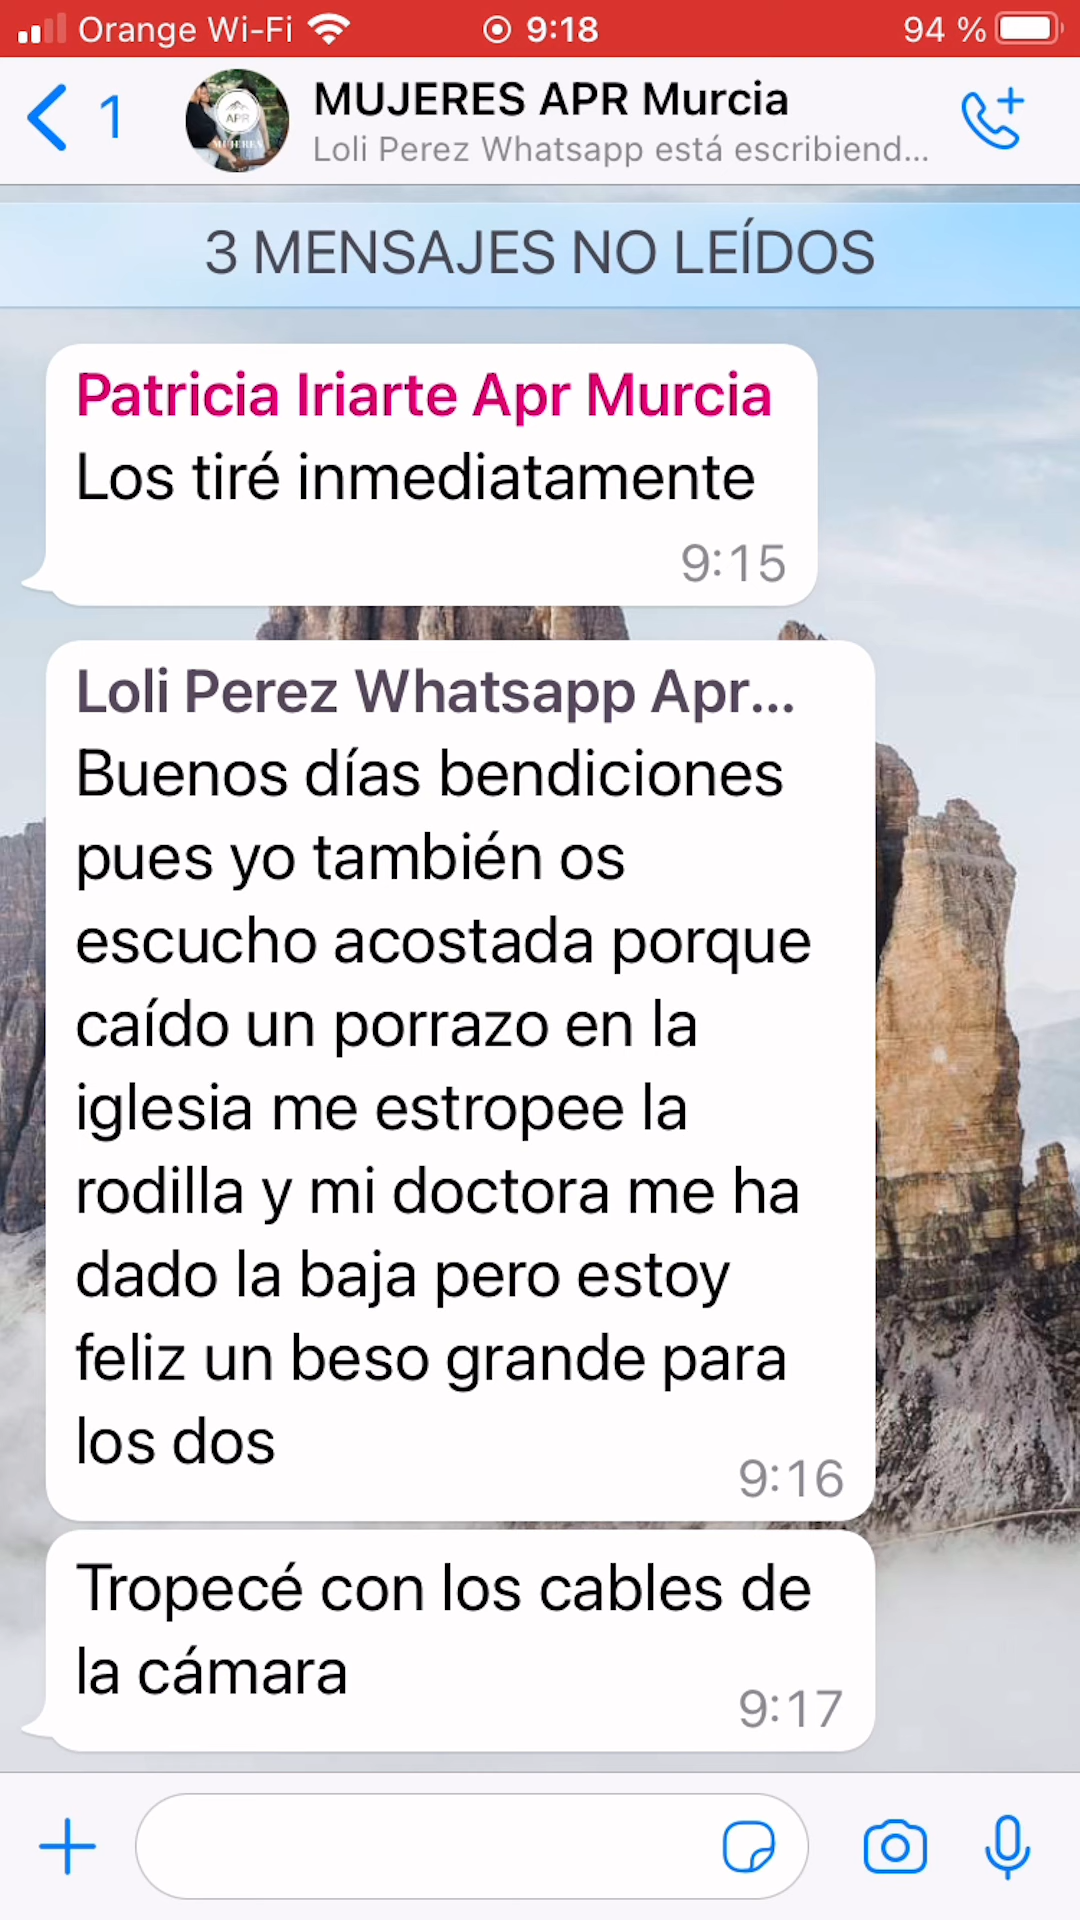 Orange Wi-Fi 9:18 94 %
1 MUJERES APR Murcia
Loli Perez Whatsapp está escribiend...
APR
MUJERES
3 MENSAJES NO LEÍDOS
Patricia Iriarte Apr Murcia
Los tiré inmediatamente
9:15
Loli Perez Whatsapp Apr...
Buenos días bendiciones
pues yo también os
escucho acostada porque
caído un porrazo en la
iglesia me estropee la
rodilla y mi doctora me ha
dado la baja pero estoy
feliz un beso grande para
los dos
9:16
Tropecé con los cables de
la cámara
9:17